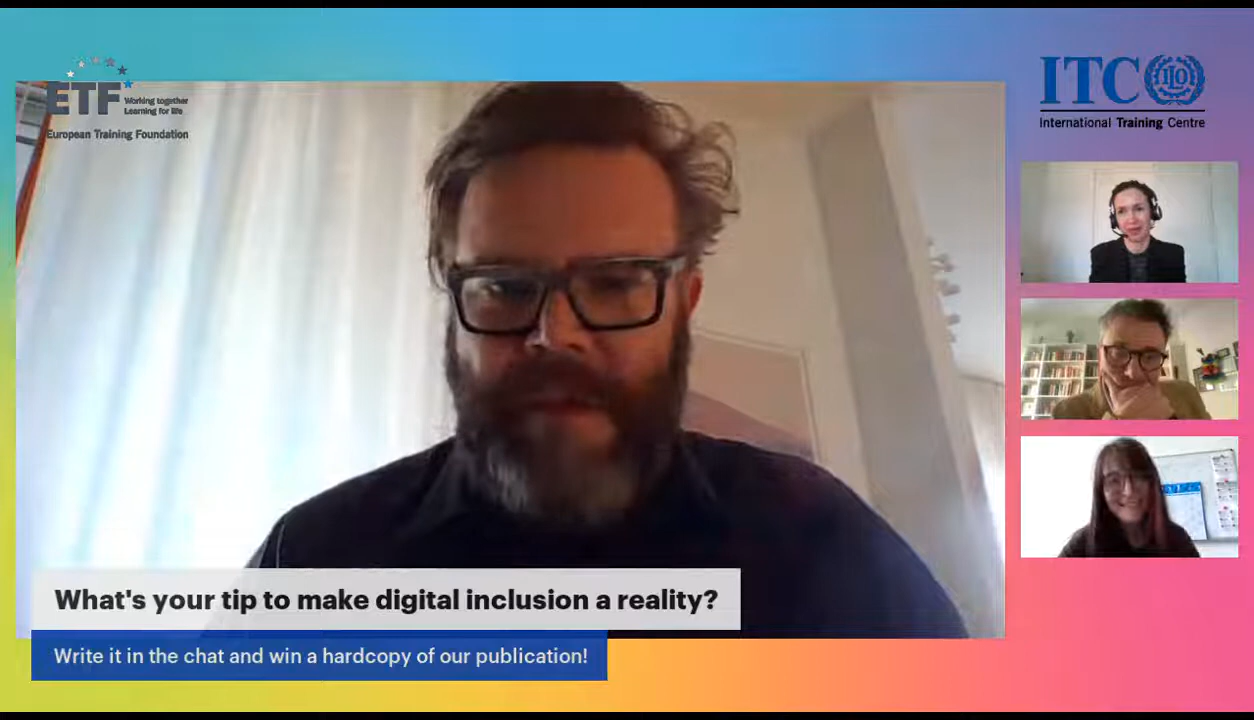 ETF
Working together
Learning for life
European Training Foundation
ITC ILO
International Training Centre
What's your tip to make digital inclusion a reality?
Write it in the chat and win a hardcopy of our publication!